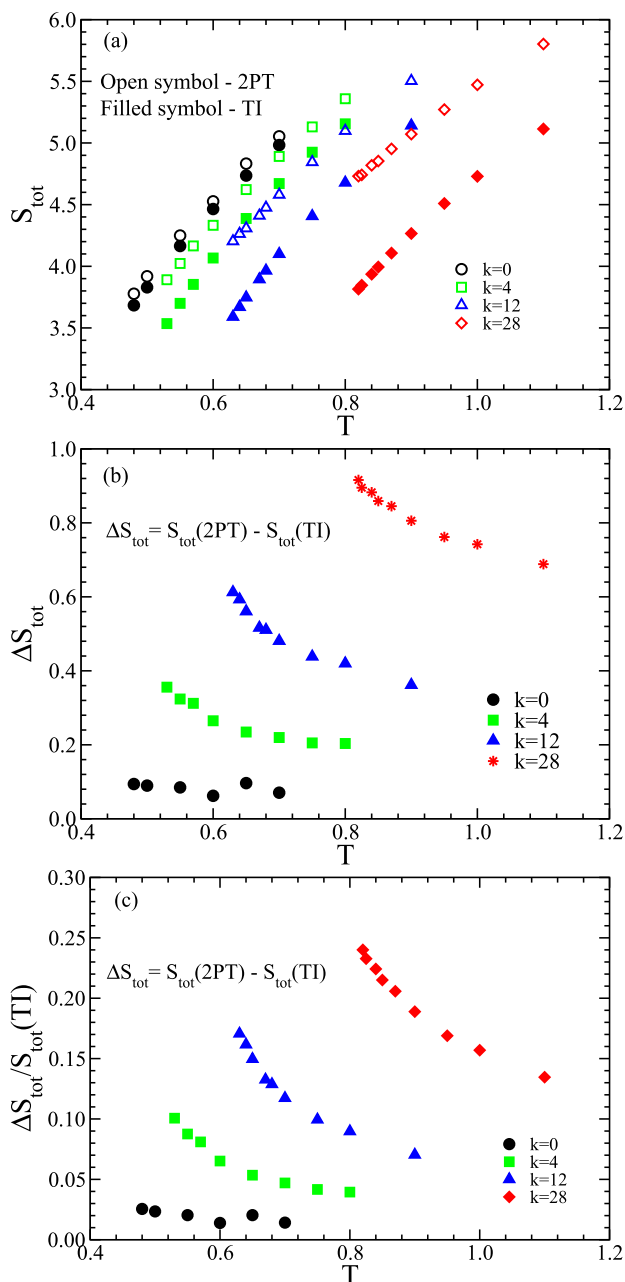 (a)
Open symbol - 2PT
Filled symbol - TI
6.0
5.5
5.0
4.5
4.0
3.5
3.0
S_tot
k=0
k=4
k=12
k=28
0.4 0.6 0.8 1.0 1.2
T
(b)
ΔS_tot= S_tot(2PT) - S_tot(TI)
1.0
0.8
0.6
0.4
0.2
0.0
ΔS_tot
k=0
k=4
k=12
k=28
0.4 0.6 0.8 1.0 1.2
T
(c)
ΔS_tot= S_tot(2PT) - S_tot(TI)
0.30
0.25
0.20
0.15
0.10
0.05
0.00
ΔS_tot/S_tot(TI)
k=0
k=4
k=12
k=28
0.4 0.6 0.8 1.0 1.2
T